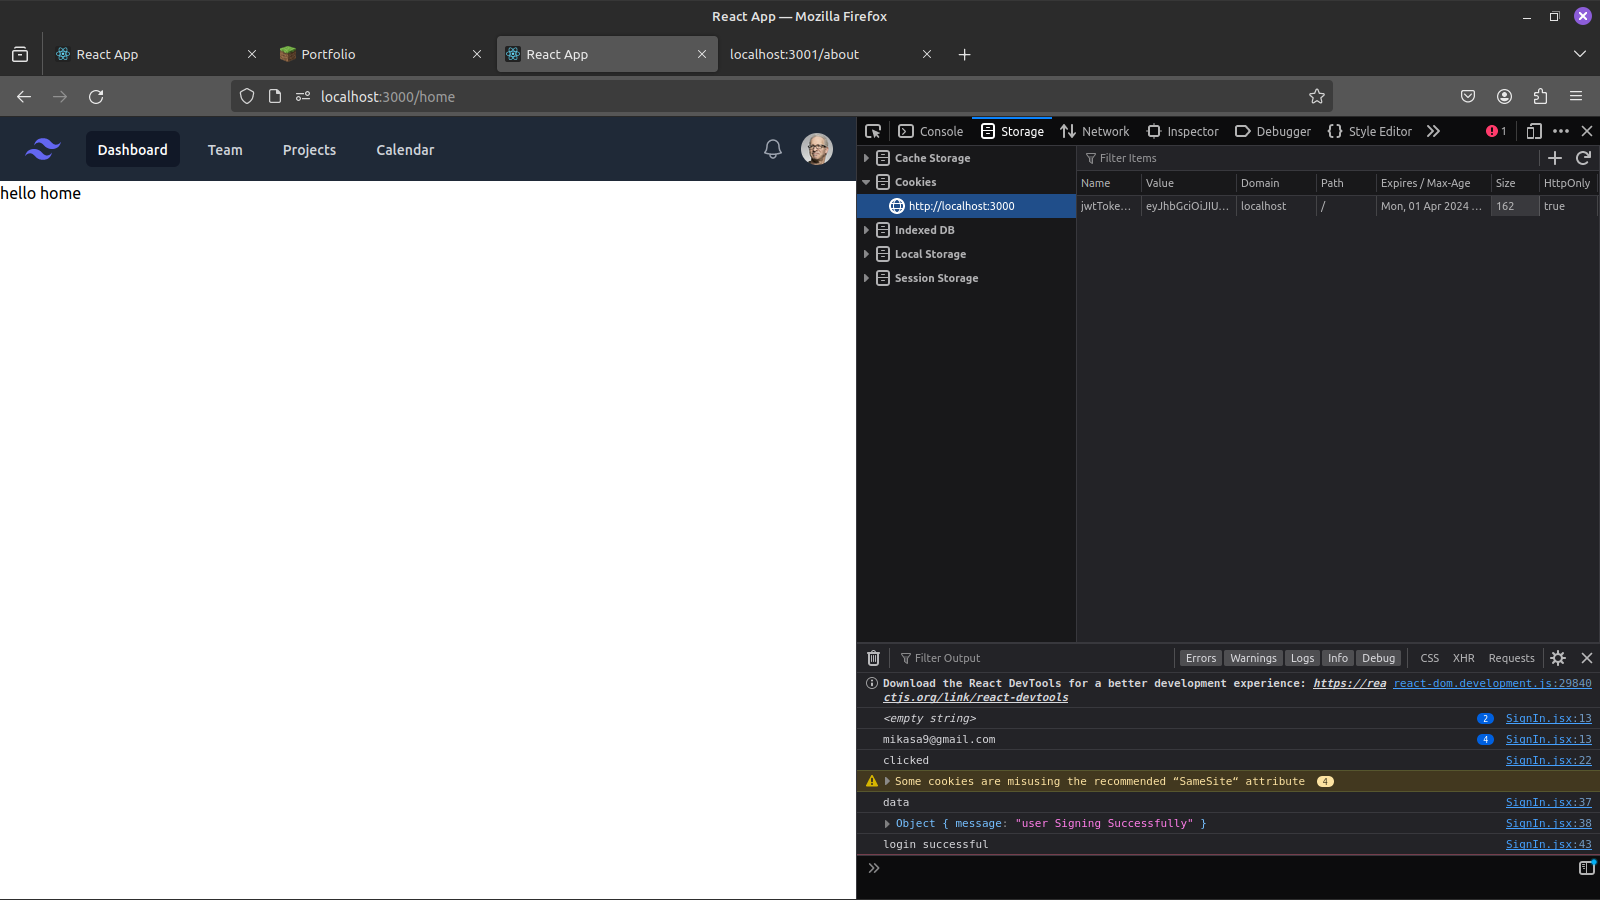 React App — Mozilla Firefox
React App
Portfolio
React App
localhost:3001/about
localhost:3000/home
Dashboard Team Projects Calendar
hello home
Console Storage Network Inspector Debugger Style Editor 1
Cache Storage
Cookies
http://localhost:3000
Indexed DB
Local Storage
Session Storage
Filter Items
Name Value Domain Path Expires / Max-Age Size HttpOnly
jwtToke… eyJhbGciOiJIU… localhost / Mon, 01 Apr 2024 … 162 true
Filter Output Errors Warnings Logs Info Debug CSS XHR Requests
Download the React DevTools for a better development experience: https://rea react-dom.development.js:29840
ctjs.org/link/react-devtools
<empty string> 2 SignIn.jsx:13
mikasa9@gmail.com 4 SignIn.jsx:13
clicked SignIn.jsx:22
Some cookies are misusing the recommended “SameSite“ attribute 4
data SignIn.jsx:37
Object { message: "user Signing Successfully" } SignIn.jsx:38
login successful SignIn.jsx:43